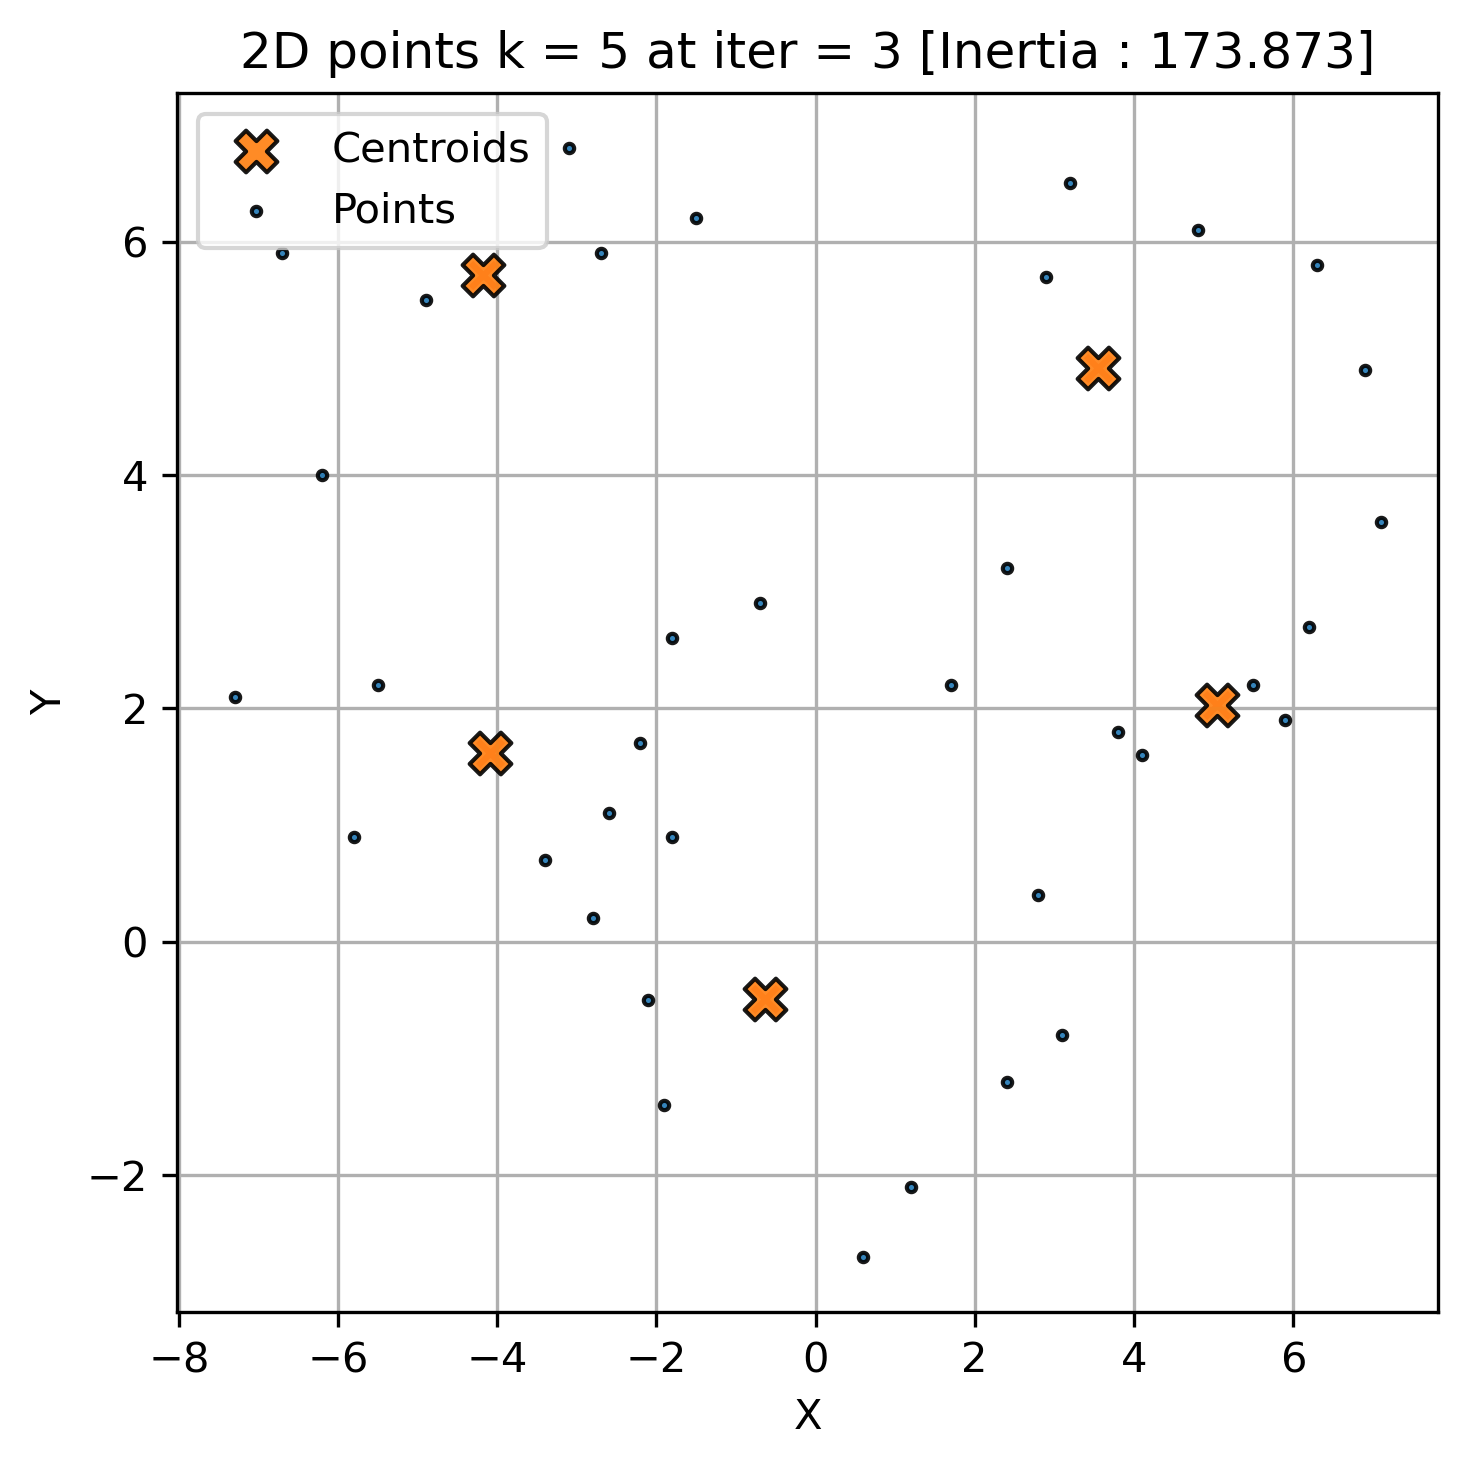 2D points k = 5 at iter = 3 [Inertia : 173.873]
Centroids
Points
6
4
2
0
−2
Y
−8 −6 −4 −2 0 2 4 6
X